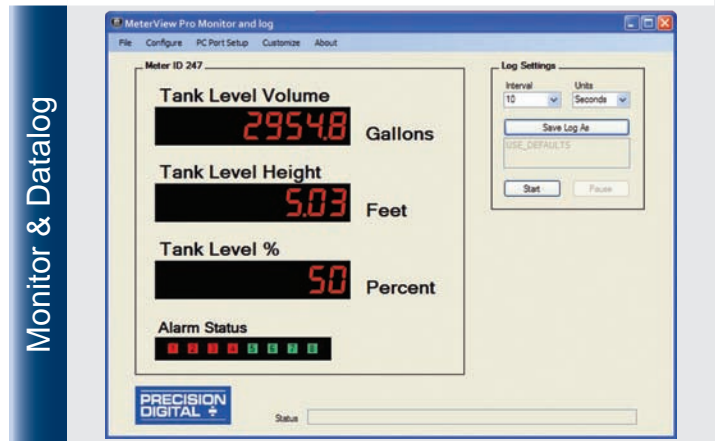 Monitor & Datalog
MeterView Pro Monitor and log
File Configure PC Port Setup Customize About
Meter ID 247
Tank Level Volume
2954.8 Gallons
Tank Level Height
5.03 Feet
Tank Level %
50 Percent
Alarm Status
1 2 3 4 5 6 7 8
Log Settings
Interval Units
10 Seconds
Save Log As
USE_DEFAULTS
Start Pause
PRECISION
DIGITAL
Status